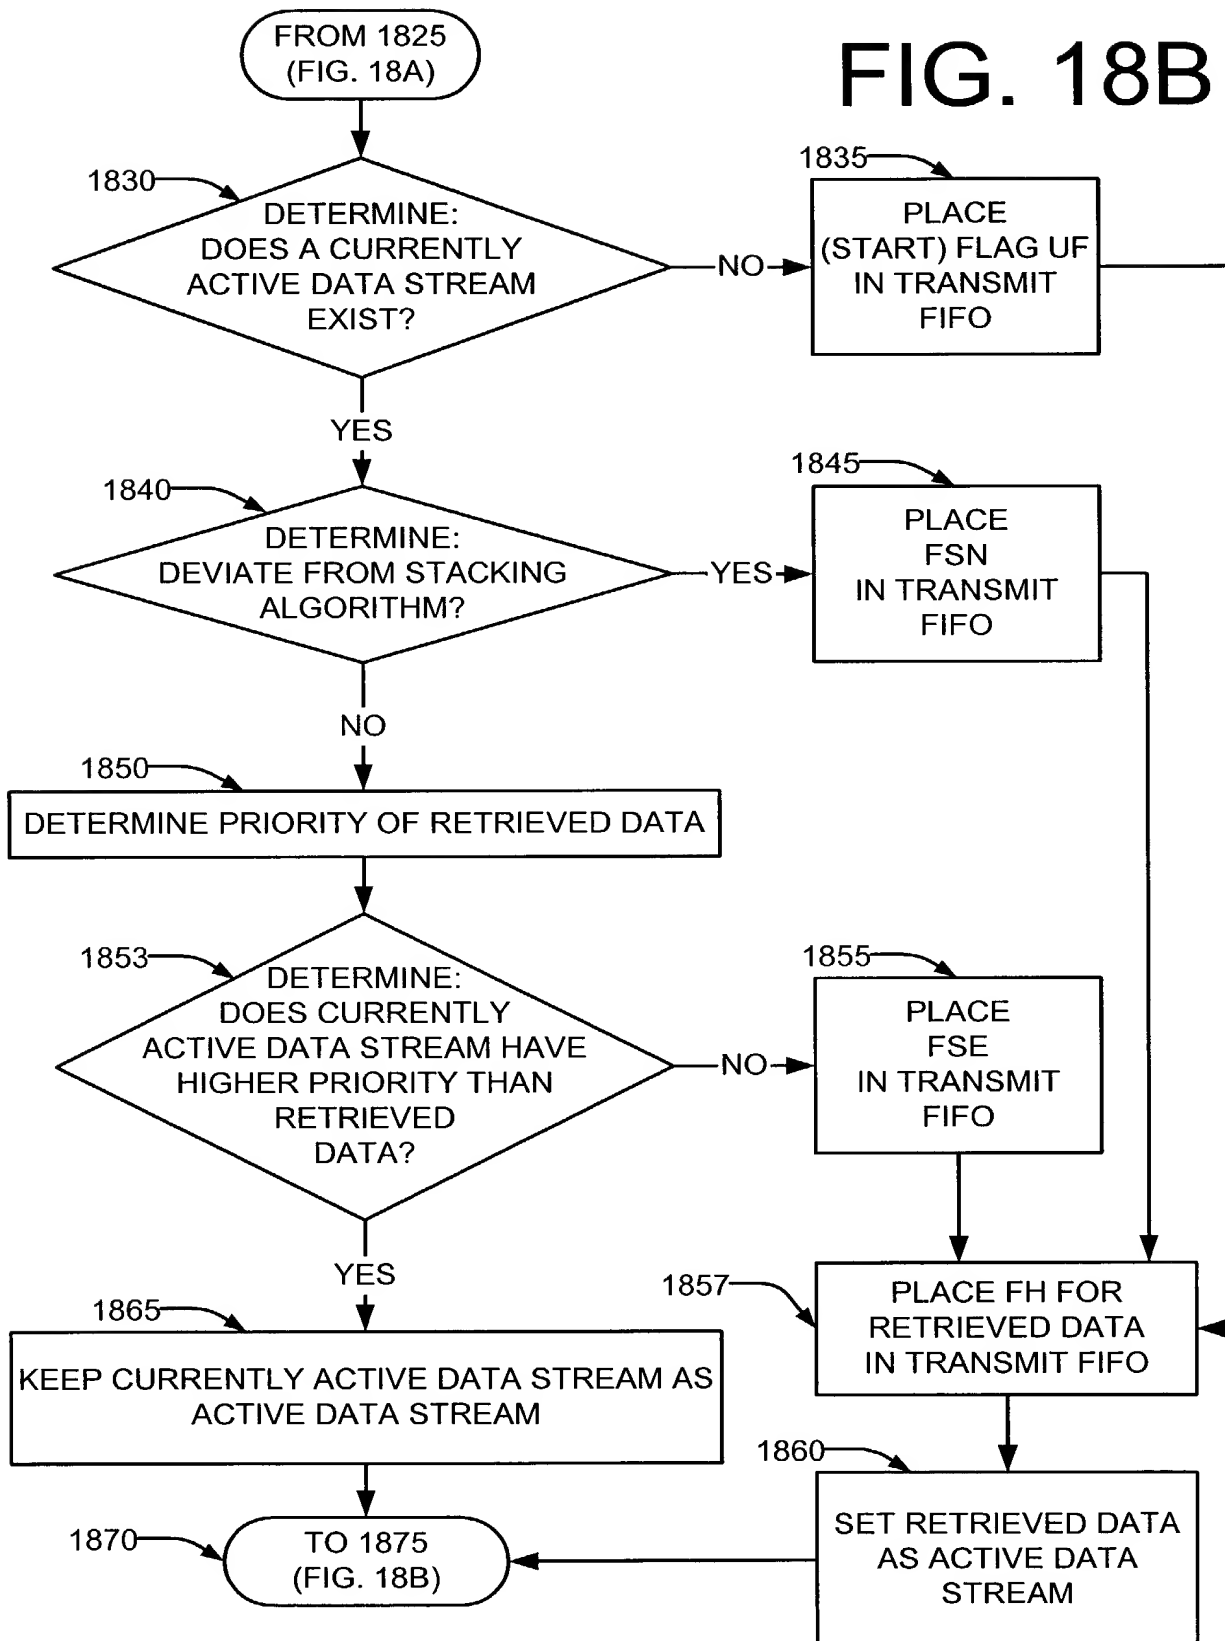 FROM 1825
(FIG. 18A)
FIG. 18B
1830
DETERMINE:
DOES A CURRENTLY
ACTIVE DATA STREAM
EXIST?
NO
1835
PLACE
(START) FLAG UF
IN TRANSMIT
FIFO
YES
1840
DETERMINE:
DEVIATE FROM STACKING
ALGORITHM?
YES
1845
PLACE
FSN
IN TRANSMIT
FIFO
NO
1850
DETERMINE PRIORITY OF RETRIEVED DATA
1853
DETERMINE:
DOES CURRENTLY
ACTIVE DATA STREAM HAVE
HIGHER PRIORITY THAN
RETRIEVED
DATA?
NO
1855
PLACE
FSE
IN TRANSMIT
FIFO
YES
1857
PLACE FH FOR
RETRIEVED DATA
IN TRANSMIT FIFO
1865
KEEP CURRENTLY ACTIVE DATA STREAM AS
ACTIVE DATA STREAM
1860
SET RETRIEVED DATA
AS ACTIVE DATA
STREAM
1870
TO 1875
(FIG. 18B)